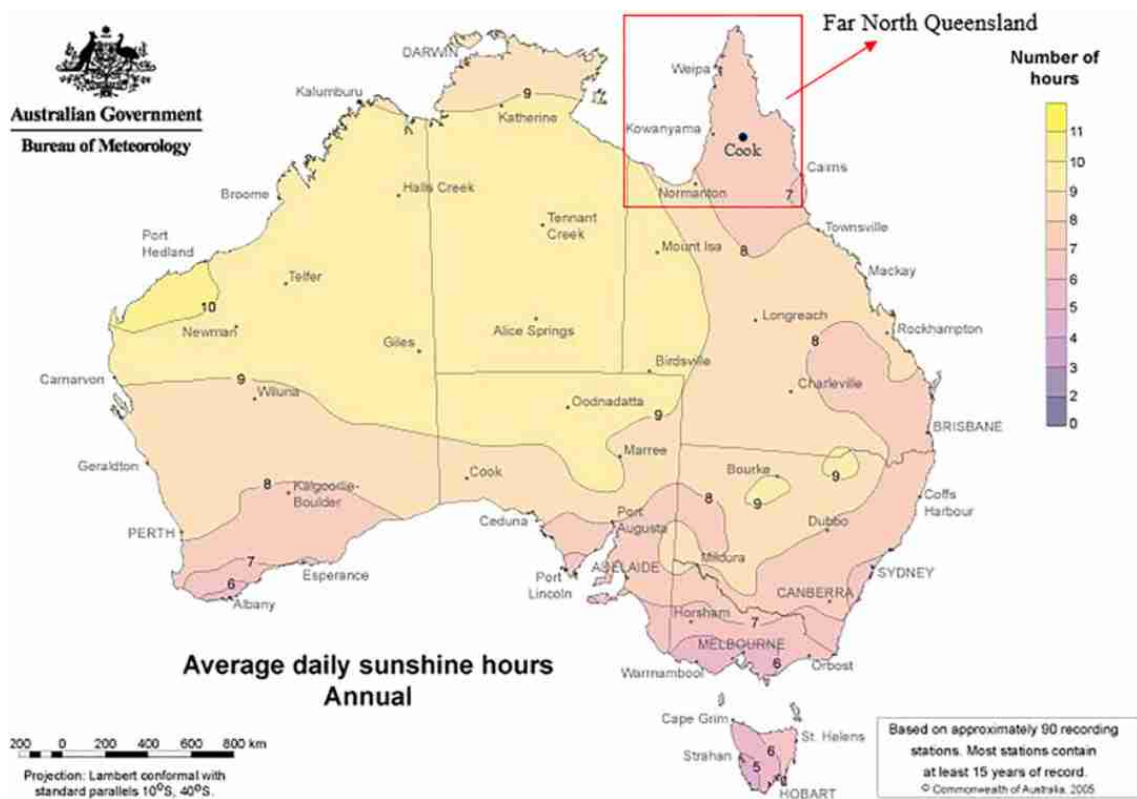 Far North Queensland
Australian Government
Bureau of Meteorology
Number of
hours
11
10
9
8
7
6
5
4
3
2
0
DARWIN
Weipa
Kalumburu
9
Katherine
Kowanyama
Cook
Cairns
Broome
Halls Creek
Normanton
7
Tennant
Creek
Townsville
Port
Hedland
Mount Isa
8
Telfer
Mackay
10
Newman
Alice Springs
Longreach
Rockhampton
Giles
8
Birdsville
Carnarvon
9
Wiluna
Charleville
Oodnadatta
9
BRISBANE
Geraldton
Cook
Marree
Bourke
9
8
Kalgoorlie-
Boulder
8
9
Coffs
Harbour
PERTH
Ceduna
Port
Augusta
Dubbo
7
Esperance
Mildura
SYDNEY
6
Albany
Port
Lincoln
ADELAIDE
CANBERRA
Horsham
7
MELBOURNE
Warrnambool
6
Orbost
Average daily sunshine hours
Annual
Cape Grim
St. Helens
Strahan
6
5
HOBART
200 0 200 400 600 800 km
Projection: Lambert conformal with
standard parallels 10°S, 40°S.
Based on approximately 90 recording
stations. Most stations contain
at least 15 years of record.
© Commonwealth of Australia, 2005